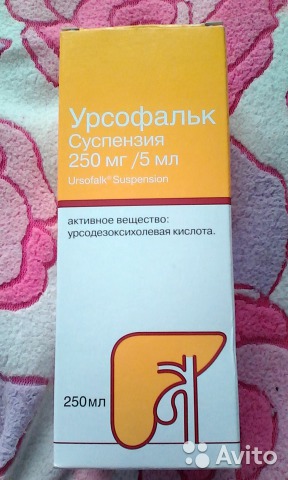 Урсофальк
Суспензия
250 мг /5 мл
Ursofalk® Suspension
активное вещество:
урсодезоксихолевая кислота.
250мл
Avito